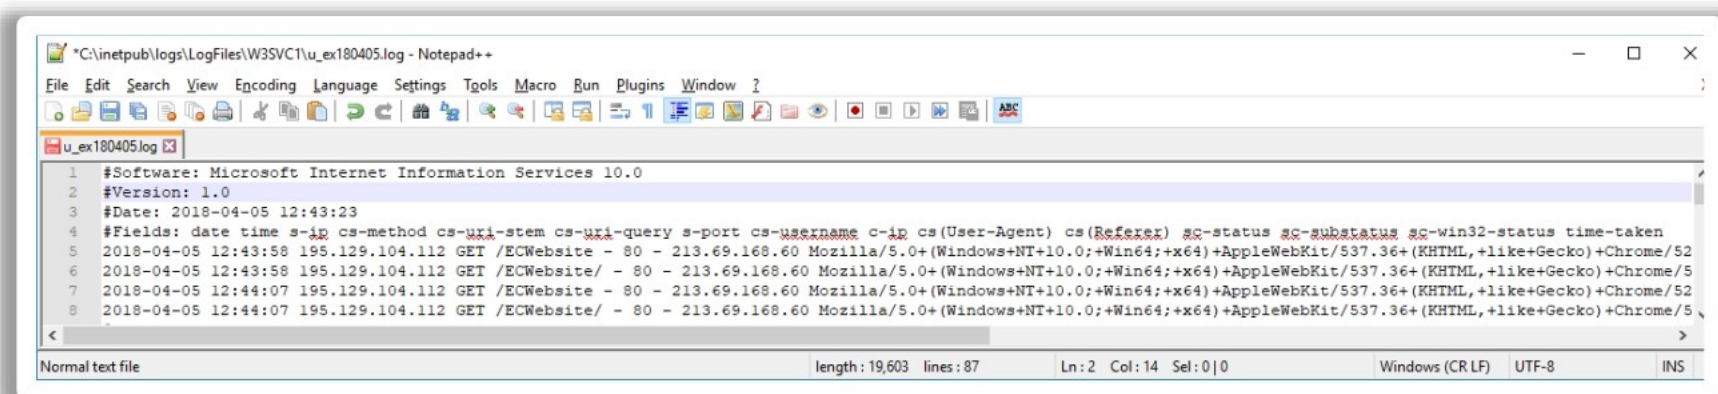 *C:\inetpub\logs\LogFiles\W3SVC1\u_ex180405.log - Notepad++
File Edit Search View Encoding Language Settings Tools Macro Run Plugins Window ?
ABC
u_ex180405.log
1 #Software: Microsoft Internet Information Services 10.0
2 #Version: 1.0
3 #Date: 2018-04-05 12:43:23
4 #Fields: date time s-ip cs-method cs-uri-stem cs-uri-query s-port cs-username c-ip cs(User-Agent) cs(Referer) sc-status sc-substatus sc-win32-status time-taken
5 2018-04-05 12:43:58 195.129.104.112 GET /ECWebsite - 80 - 213.69.168.60 Mozilla/5.0+(Windows+NT+10.0;+Win64;+x64)+AppleWebKit/537.36+(KHTML,+like+Gecko)+Chrome/52
6 2018-04-05 12:43:58 195.129.104.112 GET /ECWebsite/ - 80 - 213.69.168.60 Mozilla/5.0+(Windows+NT+10.0;+Win64;+x64)+AppleWebKit/537.36+(KHTML,+like+Gecko)+Chrome/5
7 2018-04-05 12:44:07 195.129.104.112 GET /ECWebsite - 80 - 213.69.168.60 Mozilla/5.0+(Windows+NT+10.0;+Win64;+x64)+AppleWebKit/537.36+(KHTML,+like+Gecko)+Chrome/52
8 2018-04-05 12:44:07 195.129.104.112 GET /ECWebsite/ - 80 - 213.69.168.60 Mozilla/5.0+(Windows+NT+10.0;+Win64;+x64)+AppleWebKit/537.36+(KHTML,+like+Gecko)+Chrome/5
Normal text file length : 19,603 lines : 87 Ln : 2 Col : 14 Sel : 0 | 0 Windows (CR LF) UTF-8 INS